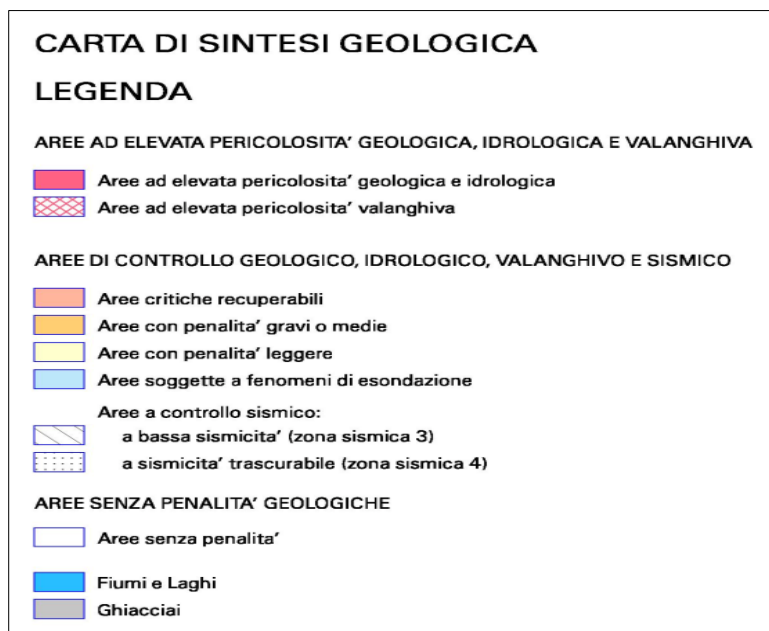 CARTA DI SINTESI GEOLOGICA
LEGENDA
AREE AD ELEVATA PERICOLOSITA' GEOLOGICA, IDROLOGICA E VALANGHIVA
Aree ad elevata pericolosita' geologica e idrologica
Aree ad elevata pericolosita' valanghiva
AREE DI CONTROLLO GEOLOGICO, IDROLOGICO, VALANGHIVO E SISMICO
Aree critiche recuperabili
Aree con penalita' gravi o medie
Aree con penalita' leggere
Aree soggette a fenomeni di esondazione
Aree a controllo sismico:
a bassa sismicita' (zona sismica 3)
a sismicita' trascurabile (zona sismica 4)
AREE SENZA PENALITA' GEOLOGICHE
Aree senza penalita'
Fiumi e Laghi
Ghiacciai